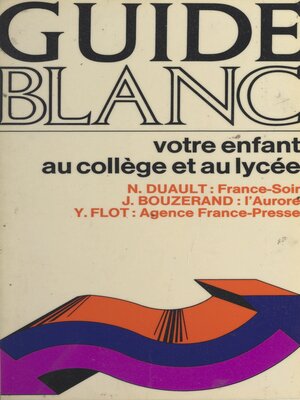 GUIDE
BLANC
votre enfant
au collège et au lycée
N. DUAULT : France-Soir
J. BOUZERAND : l'Aurore
Y. FLOT : Agence France-Presse